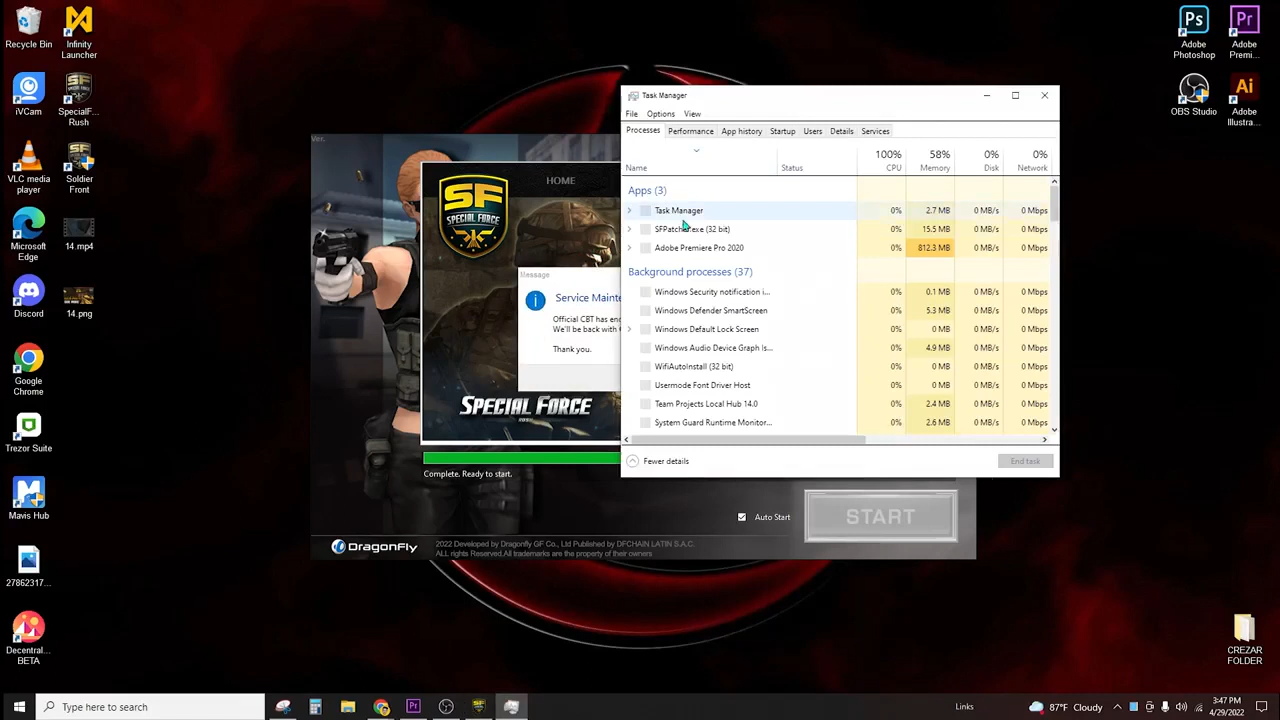 Recycle Bin
Infinity
Launcher
iVCam
SpecialF...
Rush
VLC media
player
Soldier
Front
Microsoft
Edge
14.mp4
Discord
14.png
Google
Chrome
Trezor Suite
Mavis Hub
27862317...
Decentral...
BETA
Ps
Adobe
Photoshop
Pr
Adobe
Premi...
OBS Studio
Ai
Adobe
Illustra...
CREZAR
FOLDER
Ver.
HOME
SF
SPECIAL FORCE
Message
Service Mainte
Official CBT has en
We'll be back with
Thank you.
SPECIAL FORCE
RUSH
Complete. Ready to start.
Auto Start
START
DRAGONFLY
2022 Developed by Dragonfly GF Co., Ltd Published by DFCHAIN LATIN S.A.C.
ALL rights Reserved.All trademarks are the property of their owners
Task Manager
File Options View
Processes Performance App history Startup Users Details Services
100% 58% 0% 0%
Name Status CPU Memory Disk Network
Apps (3)
Task Manager 0% 2.7 MB 0 MB/s 0 Mbps
SFPatcher.exe (32 bit) 0% 15.5 MB 0 MB/s 0 Mbps
Adobe Premiere Pro 2020 0% 812.3 MB 0 MB/s 0 Mbps
Background processes (37)
Windows Security notification i... 0% 0.1 MB 0 MB/s 0 Mbps
Windows Defender SmartScreen 0% 5.3 MB 0 MB/s 0 Mbps
Windows Default Lock Screen 0% 0 MB 0 MB/s 0 Mbps
Windows Audio Device Graph Is... 0% 4.9 MB 0 MB/s 0 Mbps
WifiAutoInstall (32 bit) 0% 0 MB 0 MB/s 0 Mbps
Usermode Font Driver Host 0% 0 MB 0 MB/s 0 Mbps
Team Projects Local Hub 14.0 0% 2.4 MB 0 MB/s 0 Mbps
System Guard Runtime Monitor... 0% 2.6 MB 0 MB/s 0 Mbps
Fewer details
End task
Type here to search
Links
87°F Cloudy
3:47 PM
4/29/2022